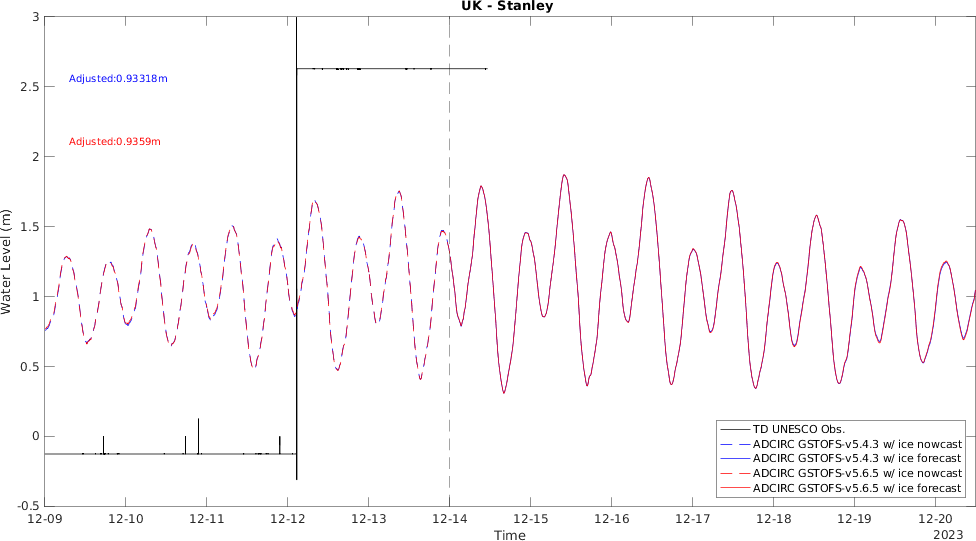 UK - Stanley
Adjusted:0.93318m
Adjusted:0.9359m
Water Level (m)
3
2.5
2
1.5
1
0.5
0
-0.5
TD UNESCO Obs.
ADCIRC GSTOFS-v5.4.3 w/ ice nowcast
ADCIRC GSTOFS-v5.4.3 w/ ice forecast
ADCIRC GSTOFS-v5.6.5 w/ ice nowcast
ADCIRC GSTOFS-v5.6.5 w/ ice forecast
12-09 12-10 12-11 12-12 12-13 12-14 12-15 12-16 12-17 12-18 12-19 12-20
Time
2023